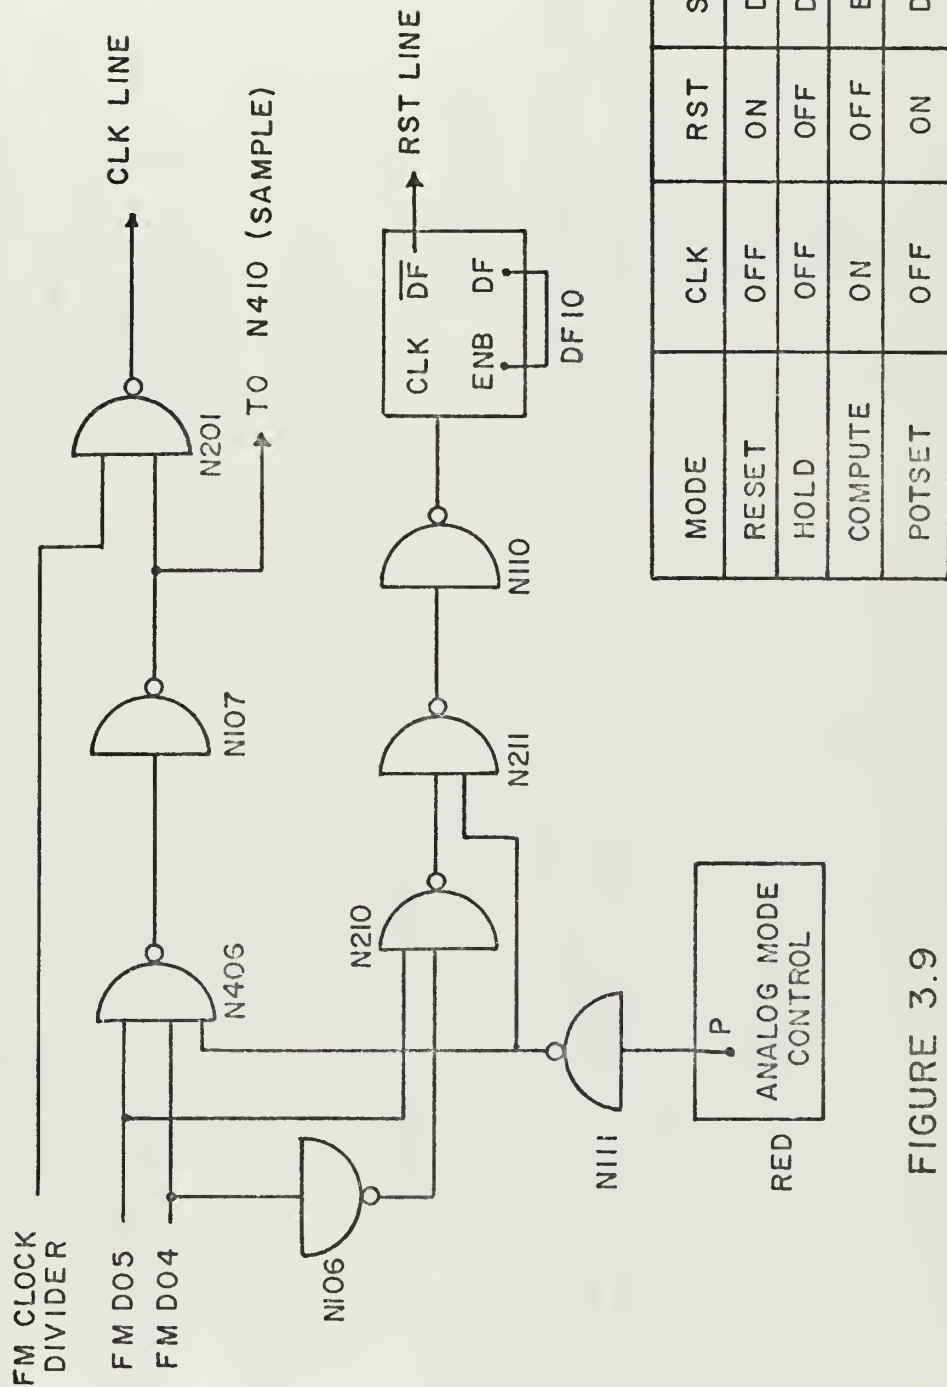 FM CLOCK
DIVIDER
FM D05
FM D04
CLK LINE
TO N410 (SAMPLE)
N201
N107
N406
N106
N210
N211
N110
N111
CLK DF
ENB DF
DF10
RST LINE
P
ANALOG MODE
CONTROL
RED
MODE CLK RST S
RESET OFF ON D
HOLD OFF OFF D
COMPUTE ON OFF E
POTSET OFF ON D
FIGURE 3.9